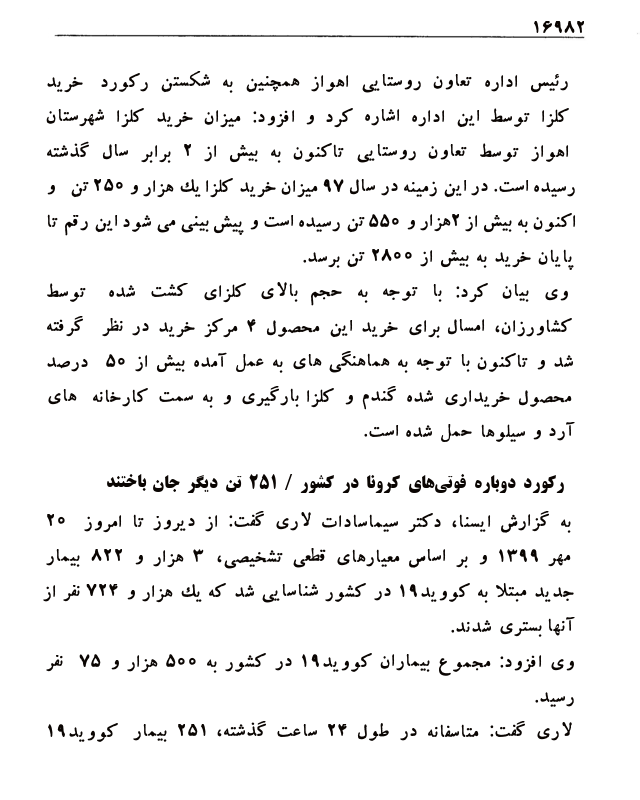 ۱۶۹۸۲
رئیس اداره تعاون روستایی اهواز همچنین به شکستن رکورد خرید
کلزا توسط این اداره اشاره کرد و افزود: میزان خرید کلزا شهرستان
اهواز توسط تعاون روستایی تاکنون به بیش از ۲ برابر سال گذشته
رسیده است. در این زمینه در سال ۹۷ میزان خرید کلزا یك هزار و ۲۵۰ تن و
اکنون به بیش از ۲هزار و ۵۵۰ تن رسیده است و پیش بینی می شود این رقم تا
پایان خرید به بیش از ۲۸۰۰ تن برسد.
وی بیان کرد: با توجه به حجم بالای کلزای کشت شده توسط
کشاورزان، امسال برای خرید این محصول ۴ مرکز خرید در نظر گرفته
شد و تاکنون با توجه به هماهنگی های به عمل آمده بیش از ۵۰ درصد
محصول خریداری شده گندم و کلزا بارگیری و به سمت کارخانه های
آرد و سیلوها حمل شده است.
رکورد دوباره فوتی‌های کرونا در کشور / ۲۵۱ تن دیگر جان باختند
به گزارش ایسنا، دکتر سیماسادات لاری گفت: از دیروز تا امروز ۲۰
مهر ۱۳۹۹ و بر اساس معیارهای قطعی تشخیصی، ۳ هزار و ۸۲۲ بیمار
جدید مبتلا به کووید۱۹ در کشور شناسایی شد که یك هزار و ۷۲۴ نفر از
آنها بستری شدند.
وی افزود: مجموع بیماران کووید۱۹ در کشور به ۵۰۰ هزار و ۷۵ نفر
رسید.
لاری گفت: متاسفانه در طول ۲۴ ساعت گذشته، ۲۵۱ بیمار کووید۱۹